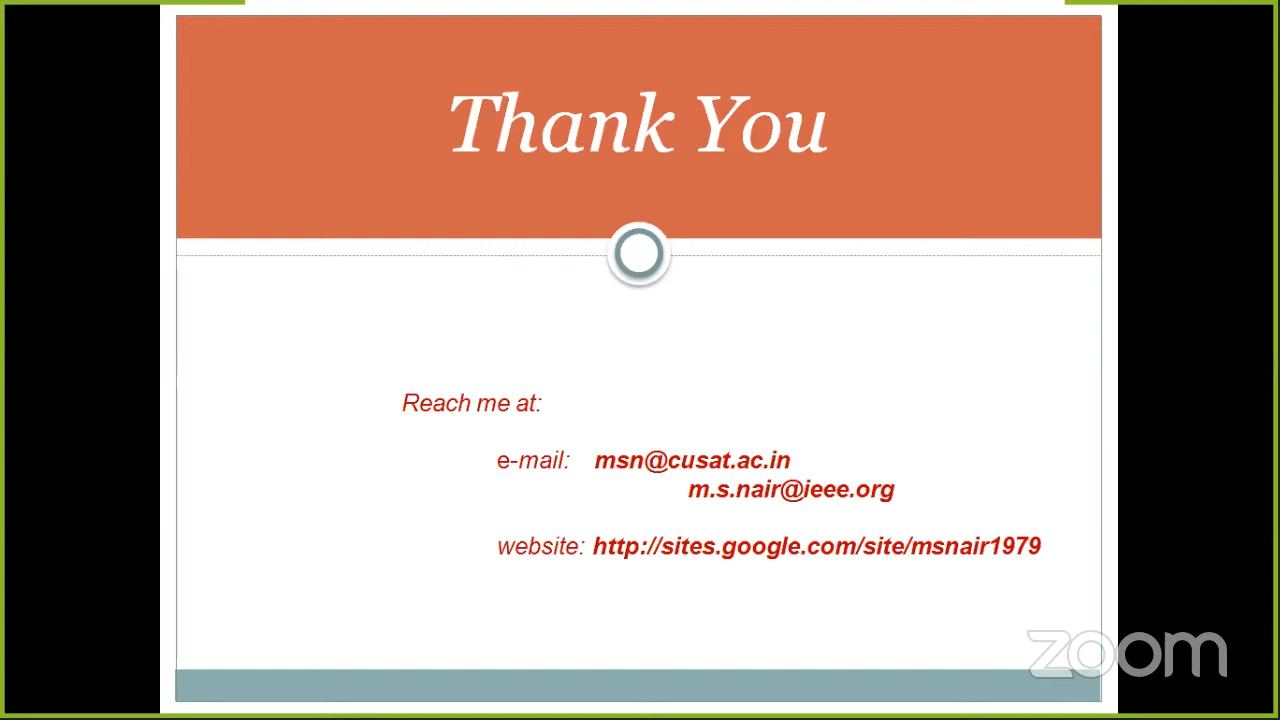 Thank You
Reach me at:
e-mail: msn@cusat.ac.in
m.s.nair@ieee.org
website: http://sites.google.com/site/msnair1979
zoom